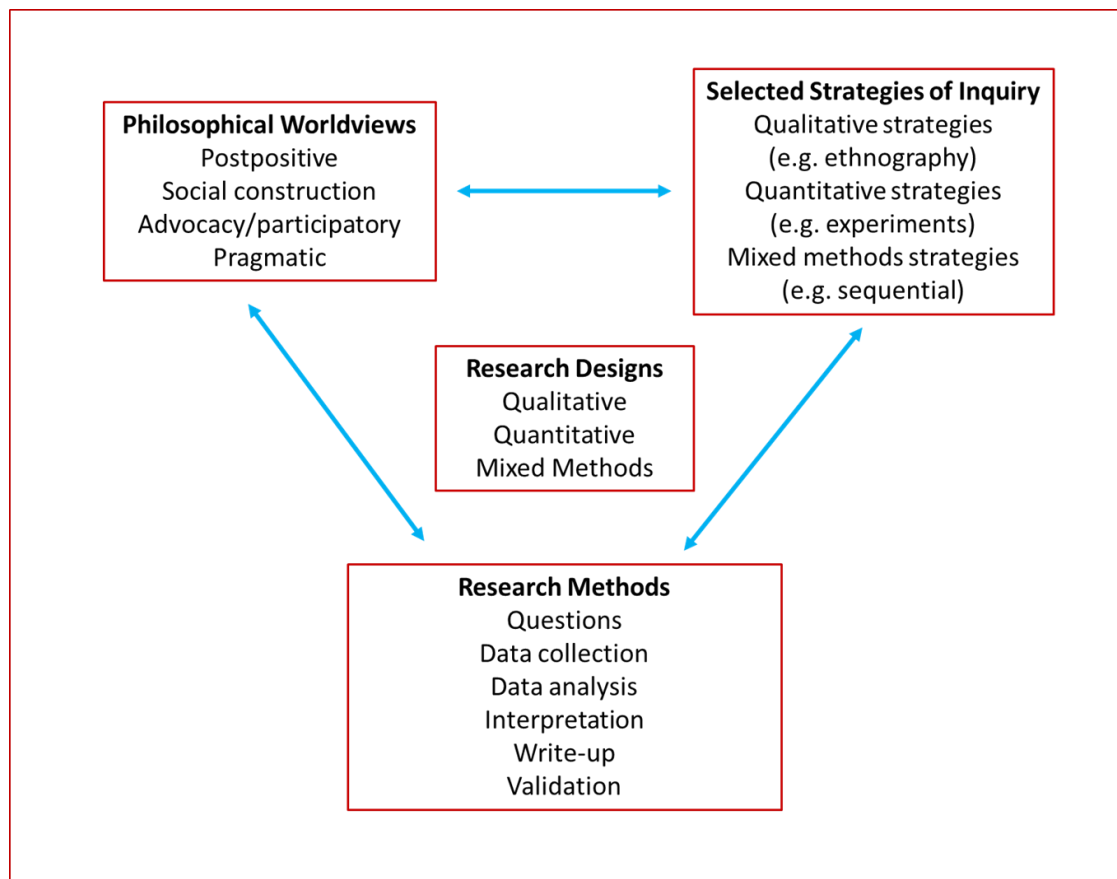 Philosophical Worldviews
Postpositive
Social construction
Advocacy/participatory
Pragmatic
Selected Strategies of Inquiry
Qualitative strategies
(e.g. ethnography)
Quantitative strategies
(e.g. experiments)
Mixed methods strategies
(e.g. sequential)
Research Designs
Qualitative
Quantitative
Mixed Methods
Research Methods
Questions
Data collection
Data analysis
Interpretation
Write-up
Validation